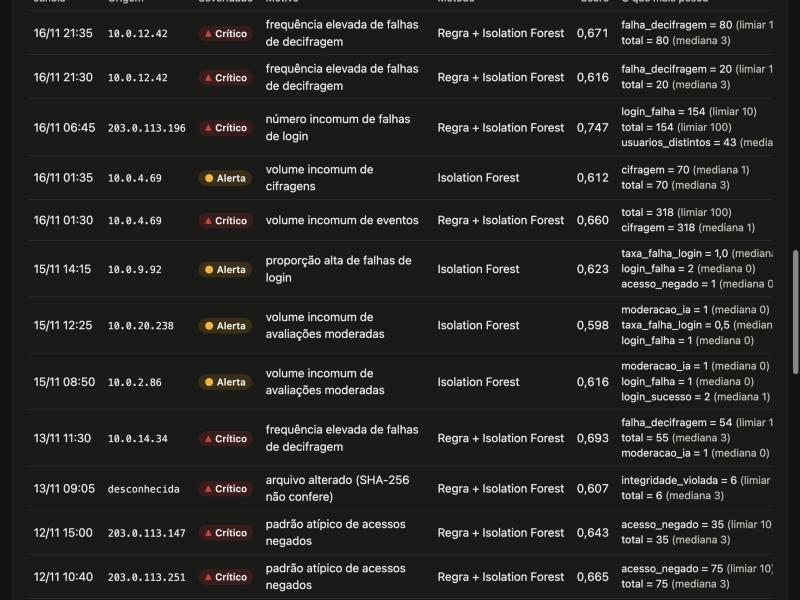 16/11 21:35 10.0.12.42 Crítico frequência elevada de falhas de decifragem Regra + Isolation Forest 0,671 falha_decifragem = 80 (limiar 1
total = 80 (mediana 3)
16/11 21:30 10.0.12.42 Crítico frequência elevada de falhas de decifragem Regra + Isolation Forest 0,616 falha_decifragem = 20 (limiar 1
total = 20 (mediana 3)
16/11 06:45 203.0.113.196 Crítico número incomum de falhas de login Regra + Isolation Forest 0,747 login_falha = 154 (limiar 10)
total = 154 (limiar 100)
usuarios_distintos = 43 (media
16/11 01:35 10.0.4.69 Alerta volume incomum de cifragens Isolation Forest 0,612 cifragem = 70 (mediana 1)
total = 70 (mediana 3)
16/11 01:30 10.0.4.69 Crítico volume incomum de eventos Regra + Isolation Forest 0,660 total = 318 (limiar 100)
cifragem = 318 (mediana 1)
15/11 14:15 10.0.9.92 Alerta proporção alta de falhas de login Isolation Forest 0,623 taxa_falha_login = 1,0 (mediana
login_falha = 2 (mediana 0)
acesso_negado = 1 (mediana 0
15/11 12:25 10.0.20.238 Alerta volume incomum de avaliações moderadas Isolation Forest 0,598 moderacao_ia = 1 (mediana 0)
taxa_falha_login = 0,5 (median
login_falha = 1 (mediana 0)
15/11 08:50 10.0.2.86 Alerta volume incomum de avaliações moderadas Isolation Forest 0,616 moderacao_ia = 1 (mediana 0)
login_falha = 1 (mediana 0)
login_sucesso = 2 (mediana 1)
13/11 11:30 10.0.14.34 Crítico frequência elevada de falhas de decifragem Regra + Isolation Forest 0,693 falha_decifragem = 54 (limiar 1
total = 55 (mediana 3)
moderacao_ia = 1 (mediana 0)
13/11 09:05 desconhecida Crítico arquivo alterado (SHA-256 não confere) Regra + Isolation Forest 0,607 integridade_violada = 6 (limiar
total = 6 (mediana 3)
12/11 15:00 203.0.113.147 Crítico padrão atípico de acessos negados Regra + Isolation Forest 0,643 acesso_negado = 35 (limiar 10
total = 35 (mediana 3)
12/11 10:40 203.0.113.251 Crítico padrão atípico de acessos negados Regra + Isolation Forest 0,665 acesso_negado = 75 (limiar 10)
total = 75 (mediana 3)